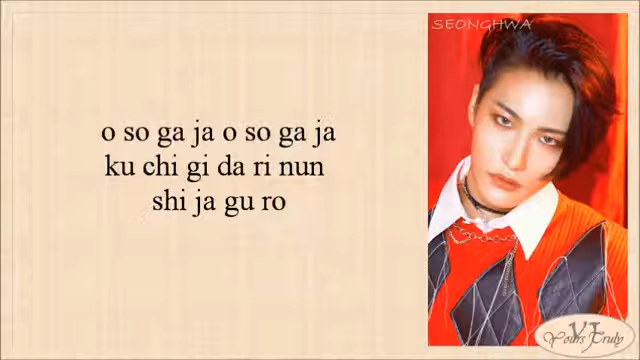 SEONGHWA
o so ga ja o so ga ja
ku chi gi da ri nun
shi ja gu ro
YT
Yours Truly